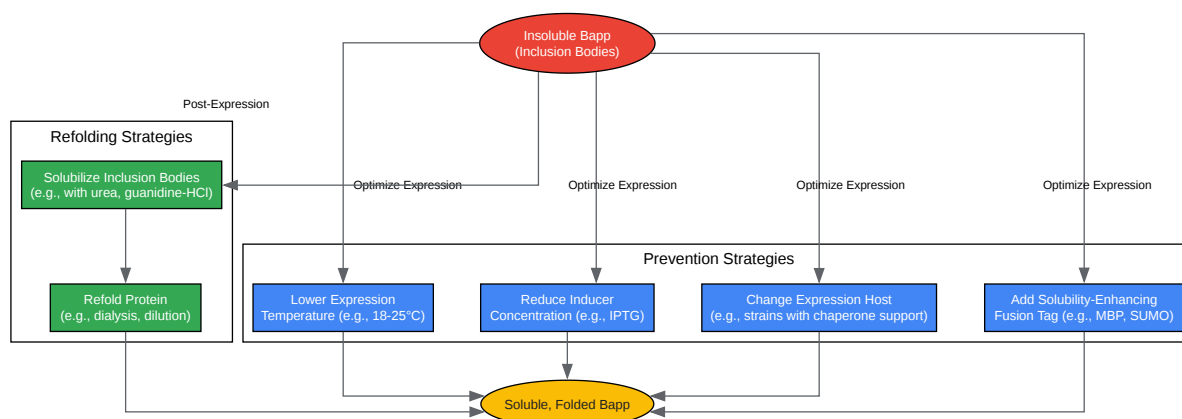 Insoluble Bapp
(Inclusion Bodies)
Post-Expression
Refolding Strategies
Solubilize Inclusion Bodies
(e.g., with urea, guanidine-HCl)
Optimize Expression
Optimize Expression
Optimize Expression
Optimize Expression
Prevention Strategies
Refold Protein
(e.g., dialysis, dilution)
Lower Expression
Temperature (e.g., 18-25°C)
Reduce Inducer
Concentration (e.g., IPTG)
Change Expression Host
(e.g., strains with chaperone support)
Add Solubility-Enhancing
Fusion Tag (e.g., MBP, SUMO)
Soluble, Folded Bapp